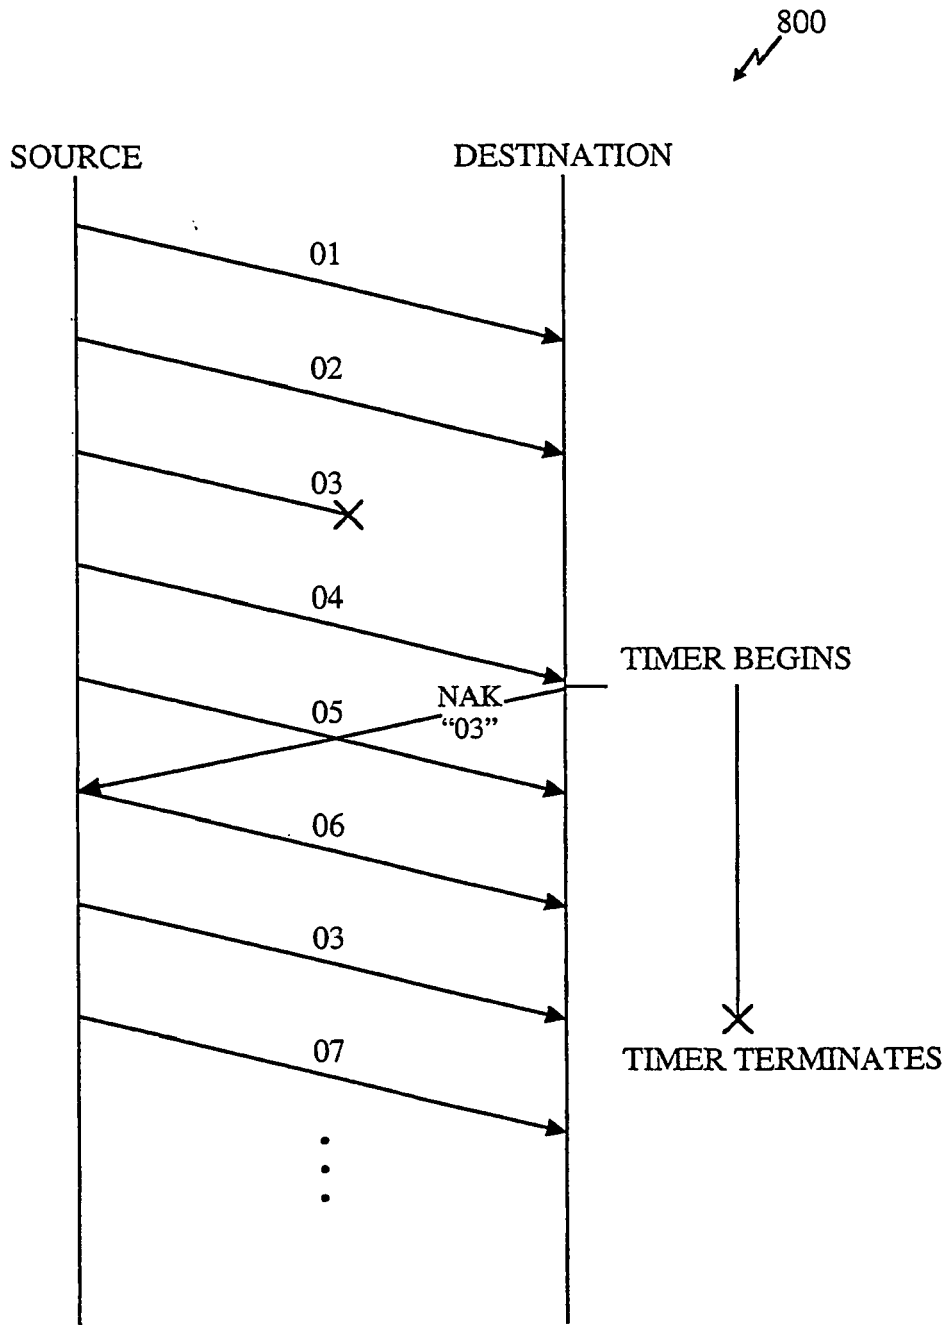 800
SOURCE
DESTINATION
01
02
03
04
TIMER BEGINS
NAK
“03”
05
06
03
07
TIMER TERMINATES